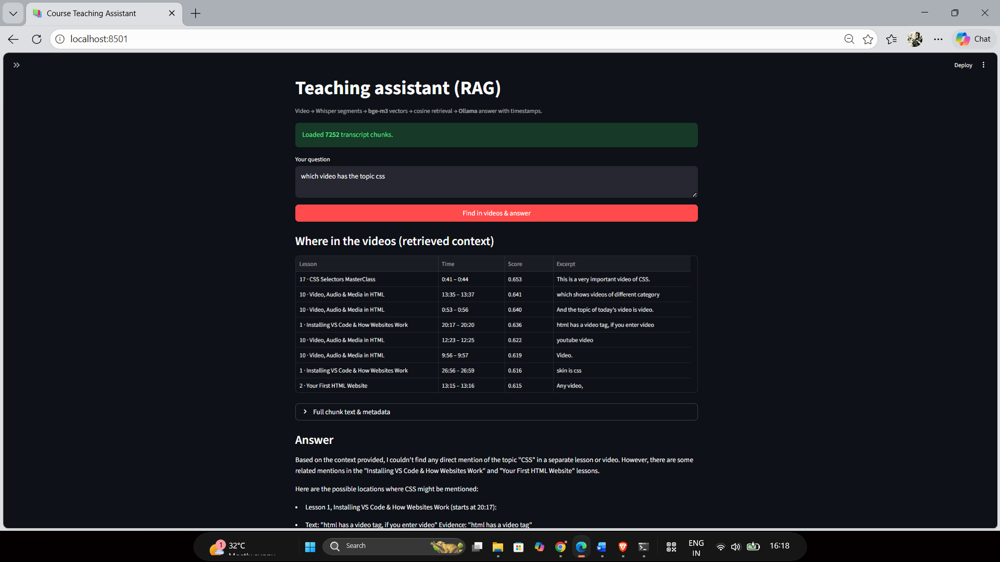 Course Teaching Assistant
localhost:8501
Chat
Deploy
Teaching assistant (RAG)
Video → Whisper segments → bge-m3 vectors → cosine retrieval → Ollama answer with timestamps.
Loaded 7252 transcript chunks.
Your question
which video has the topic css
Find in videos & answer
Where in the videos (retrieved context)
Lesson Time Score Excerpt
17 · CSS Selectors MasterClass 0:41 – 0:44 0.653 This is a very important video of CSS.
10 · Video, Audio & Media in HTML 13:35 – 13:37 0.641 which shows videos of different category
10 · Video, Audio & Media in HTML 0:53 – 0:56 0.640 And the topic of today's video is video.
1 · Installing VS Code & How Websites Work 20:17 – 20:20 0.636 html has a video tag, if you enter video
10 · Video, Audio & Media in HTML 12:23 – 12:25 0.622 youtube video
10 · Video, Audio & Media in HTML 9:56 – 9:57 0.619 Video.
1 · Installing VS Code & How Websites Work 26:56 – 26:59 0.616 skin is css
2 · Your First HTML Website 13:15 – 13:16 0.615 Any video,
Full chunk text & metadata
Answer
Based on the context provided, I couldn't find any direct mention of the topic "CSS" in a separate lesson or video. However, there are some
related mentions in the "Installing VS Code & How Websites Work" and "Your First HTML Website" lessons.
Here are the possible locations where CSS might be mentioned:
• Lesson 1, Installing VS Code & How Websites Work (starts at 20:17):
• Text: "html has a video tag, if you enter video" Evidence: "html has a video tag"
1
32°C
Mostly sunny
Search
ENG
IN
16:18